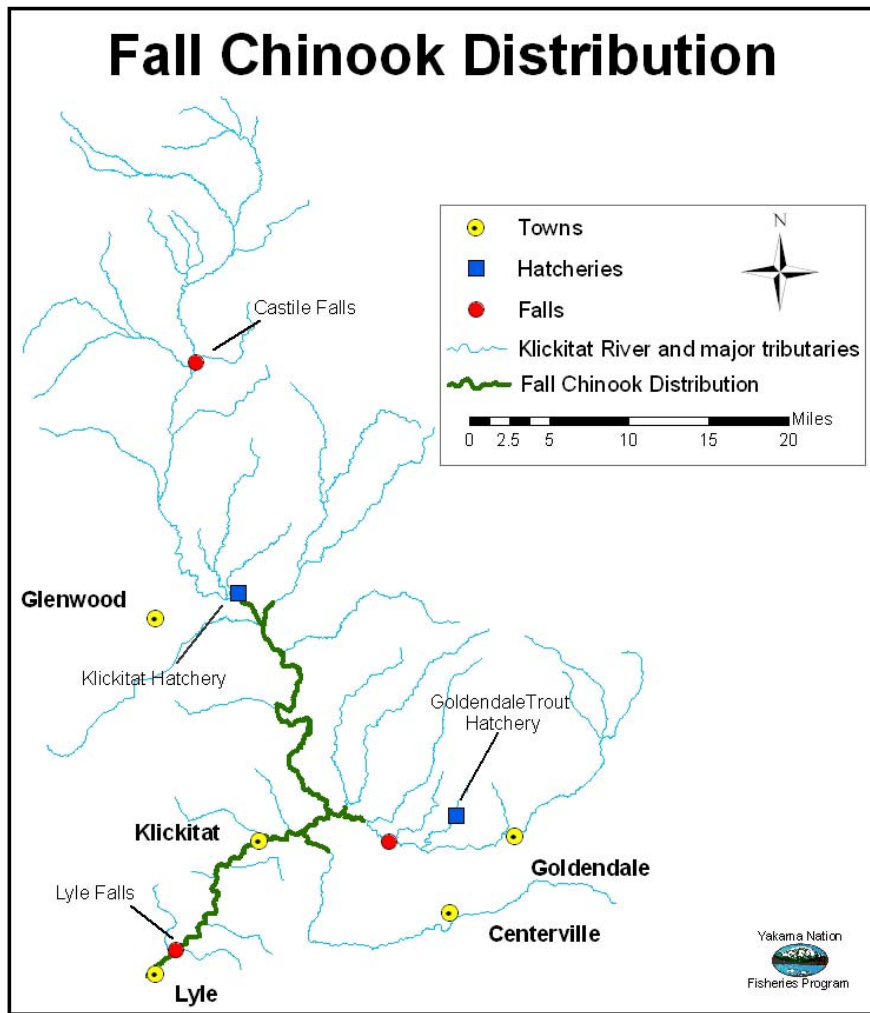 Fall Chinook Distribution
N
Towns
Hatcheries
Falls
Klickitat River and major tributaries
Fall Chinook Distribution
Miles
0 2.5 5 10 15 20
Castile Falls
Glenwood
Klickitat Hatchery
GoldendaleTrout
Hatchery
Klickitat
Goldendale
Lyle Falls
Centerville
Lyle
Yakama Nation
Fisheries Program